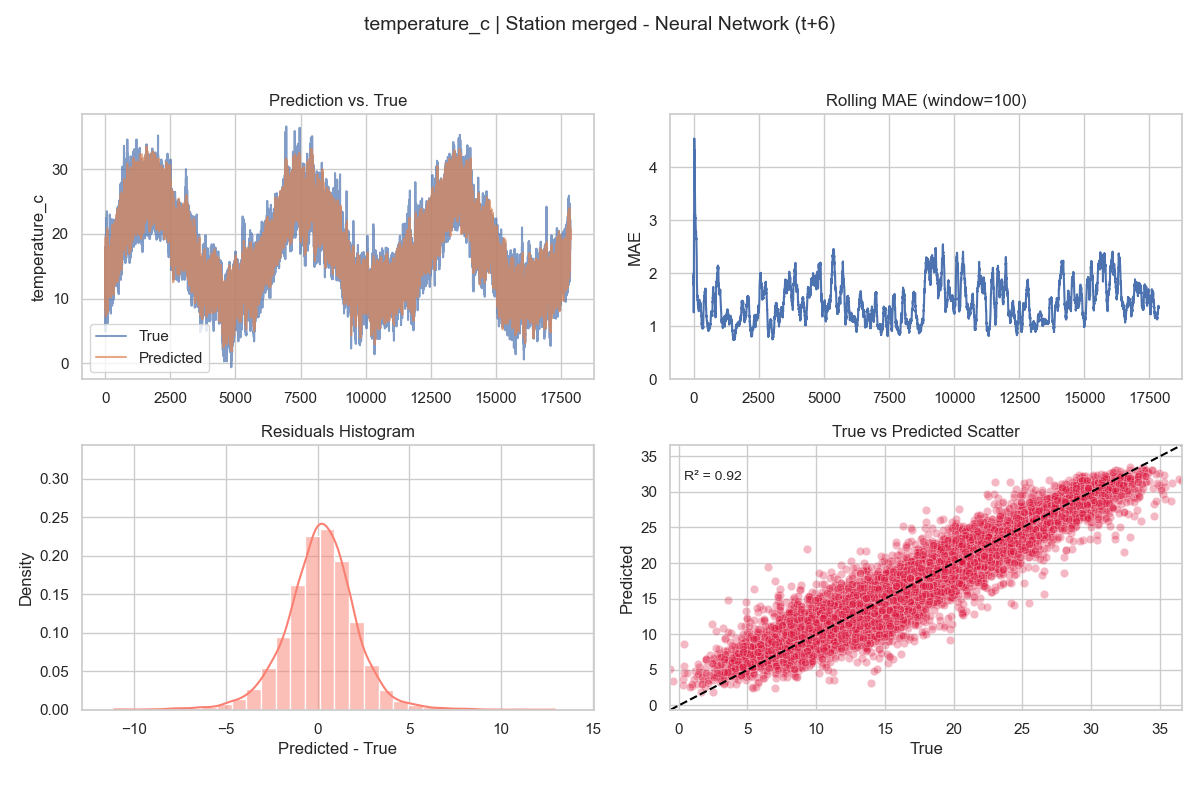 temperature_c | Station merged - Neural Network (t+6)
Prediction vs. True
temperature_c
30
20
10
0
True
Predicted
0 2500 5000 7500 10000 12500 15000 17500
Rolling MAE (window=100)
MAE
4
3
2
1
0
0 2500 5000 7500 10000 12500 15000 17500
Residuals Histogram
Density
0.30
0.25
0.20
0.15
0.10
0.05
0.00
−10 −5 0 5 10 15
Predicted - True
True vs Predicted Scatter
R² = 0.92
Predicted
35
30
25
20
15
10
5
0
0 5 10 15 20 25 30 35
True